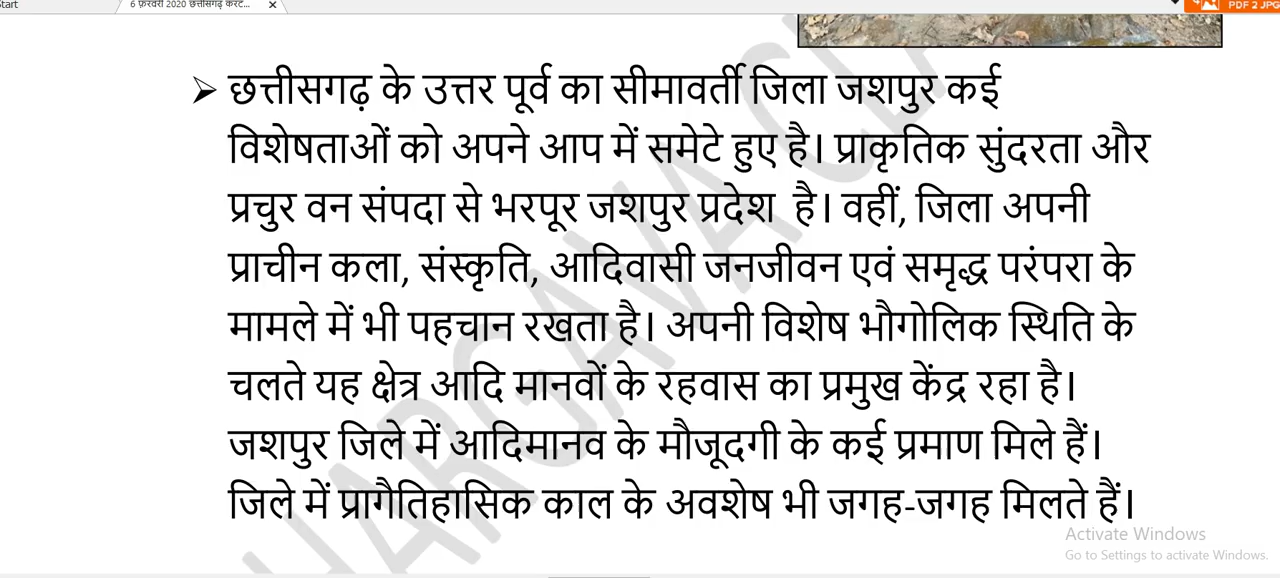 tart
6 फ़रवरी 2020 छत्तीसगढ़ करंट...
PDF 2 JPG
➢ छत्तीसगढ़ के उत्तर पूर्व का सीमावर्ती जिला जशपुर कई
विशेषताओं को अपने आप में समेटे हुए है। प्राकृतिक सुंदरता और
प्रचुर वन संपदा से भरपूर जशपुर प्रदेश है। वहीं, जिला अपनी
प्राचीन कला, संस्कृति, आदिवासी जनजीवन एवं समृद्ध परंपरा के
मामले में भी पहचान रखता है। अपनी विशेष भौगोलिक स्थिति के
चलते यह क्षेत्र आदि मानवों के रहवास का प्रमुख केंद्र रहा है।
जशपुर जिले में आदिमानव के मौजूदगी के कई प्रमाण मिले हैं।
जिले में प्रागैतिहासिक काल के अवशेष भी जगह-जगह मिलते हैं।
HARGAVA CLA
Activate Windows
Go to Settings to activate Windows.